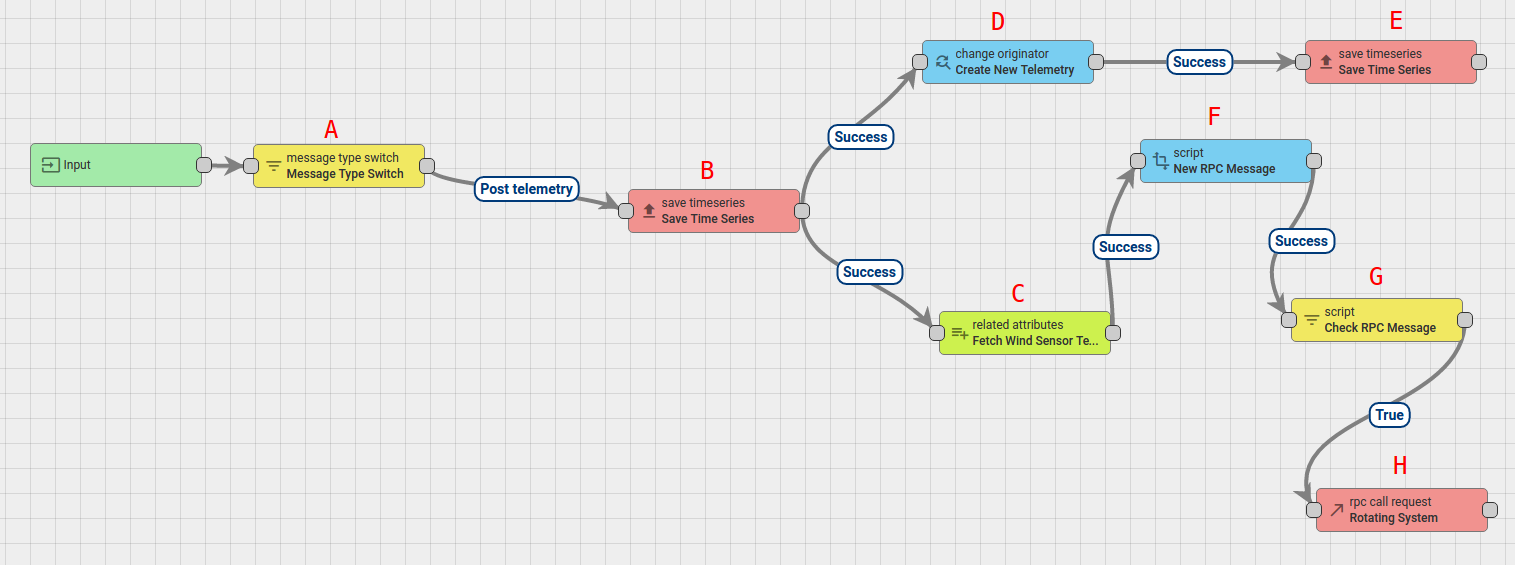 D
E
change originator
Create New Telemetry
Success
save timeseries
Save Time Series
A
F
Input
message type switch
Message Type Switch
Success
script
New RPC Message
B
Post telemetry
save timeseries
Save Time Series
Success
Success
Success
C
G
related attributes
Fetch Wind Sensor Te...
script
Check RPC Message
True
H
rpc call request
Rotating System